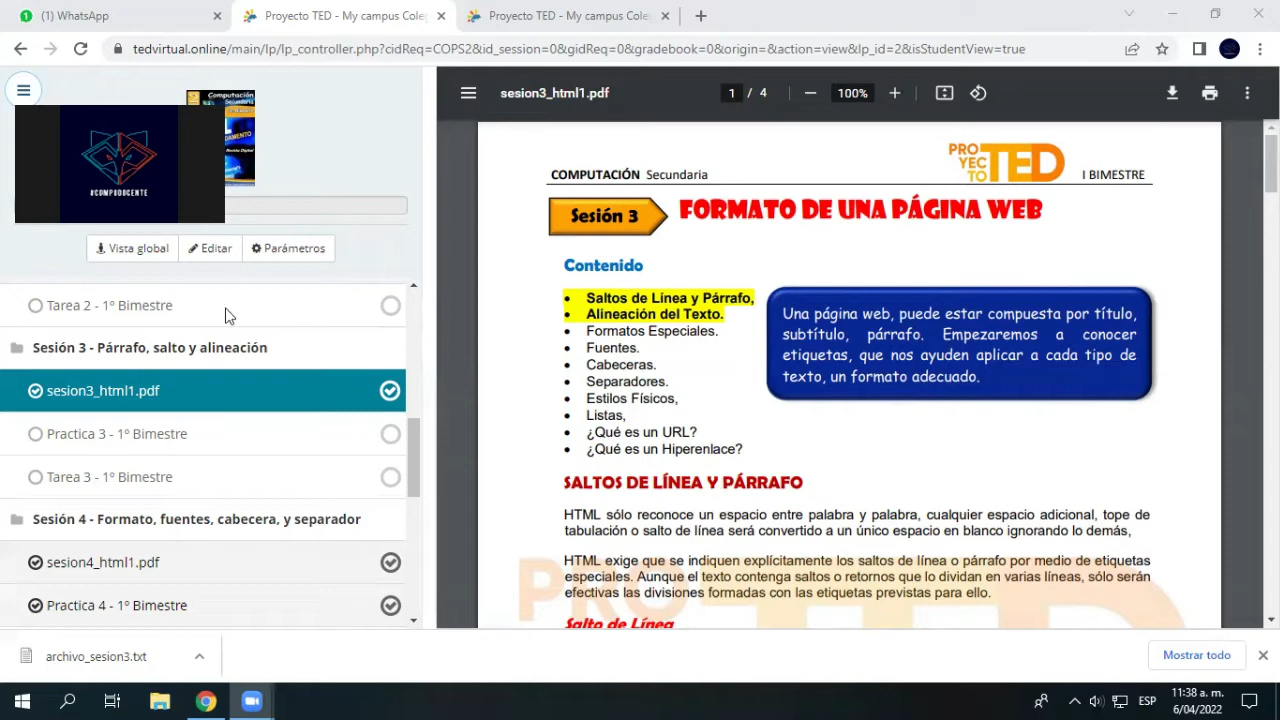 1
(1) WhatsApp
Proyecto TED - My campus Cole
Proyecto TED - My campus Cole
tedvirtual.online/main/lp/lp_controller.php?cidReq=COPS2&id_session=0&gidReq=0&gradebook=0&origin=&action=view&lp_id=2&isStudentView=true
Computación
Secundaria
#COMPUDOCENTE
Vista global
Editar
Parámetros
Tarea 2 - 1º Bimestre
Sesión 3 - Párrafo, salto y alineación
sesion3_html1.pdf
Practica 3 - 1º Bimestre
Tarea 3 - 1º Bimestre
Sesión 4 - Formato, fuentes, cabecera, y separador
sesion4_html1.pdf
Practica 4 - 1º Bimestre
sesion3_html1.pdf
1 / 4
100%
COMPUTACIÓN Secundaria
PROYECTO TED
I BIMESTRE
Sesión 3
FORMATO DE UNA PÁGINA WEB
Contenido
• Saltos de Línea y Párrafo,
• Alineación del Texto.
• Formatos Especiales.
• Fuentes.
• Cabeceras.
• Separadores.
• Estilos Físicos,
• Listas,
• ¿Qué es un URL?
• ¿Qué es un Hiperenlace?
Una página web, puede estar compuesta por título,
subtítulo, párrafo. Empezaremos a conocer
etiquetas, que nos ayuden aplicar a cada tipo de
texto, un formato adecuado.
SALTOS DE LÍNEA Y PÁRRAFO
HTML sólo reconoce un espacio entre palabra y palabra, cualquier espacio adicional, tope de
tabulación o salto de línea será convertido a un único espacio en blanco ignorando lo demás,
HTML exige que se indiquen explícitamente los saltos de línea o párrafo por medio de etiquetas
especiales. Aunque el texto contenga saltos o retornos que lo dividan en varias líneas, sólo serán
efectivas las divisiones formadas con las etiquetas previstas para ello.
Salto de Línea
archivo_sesion3.txt
Mostrar todo
ESP
11:38 a. m.
6/04/2022